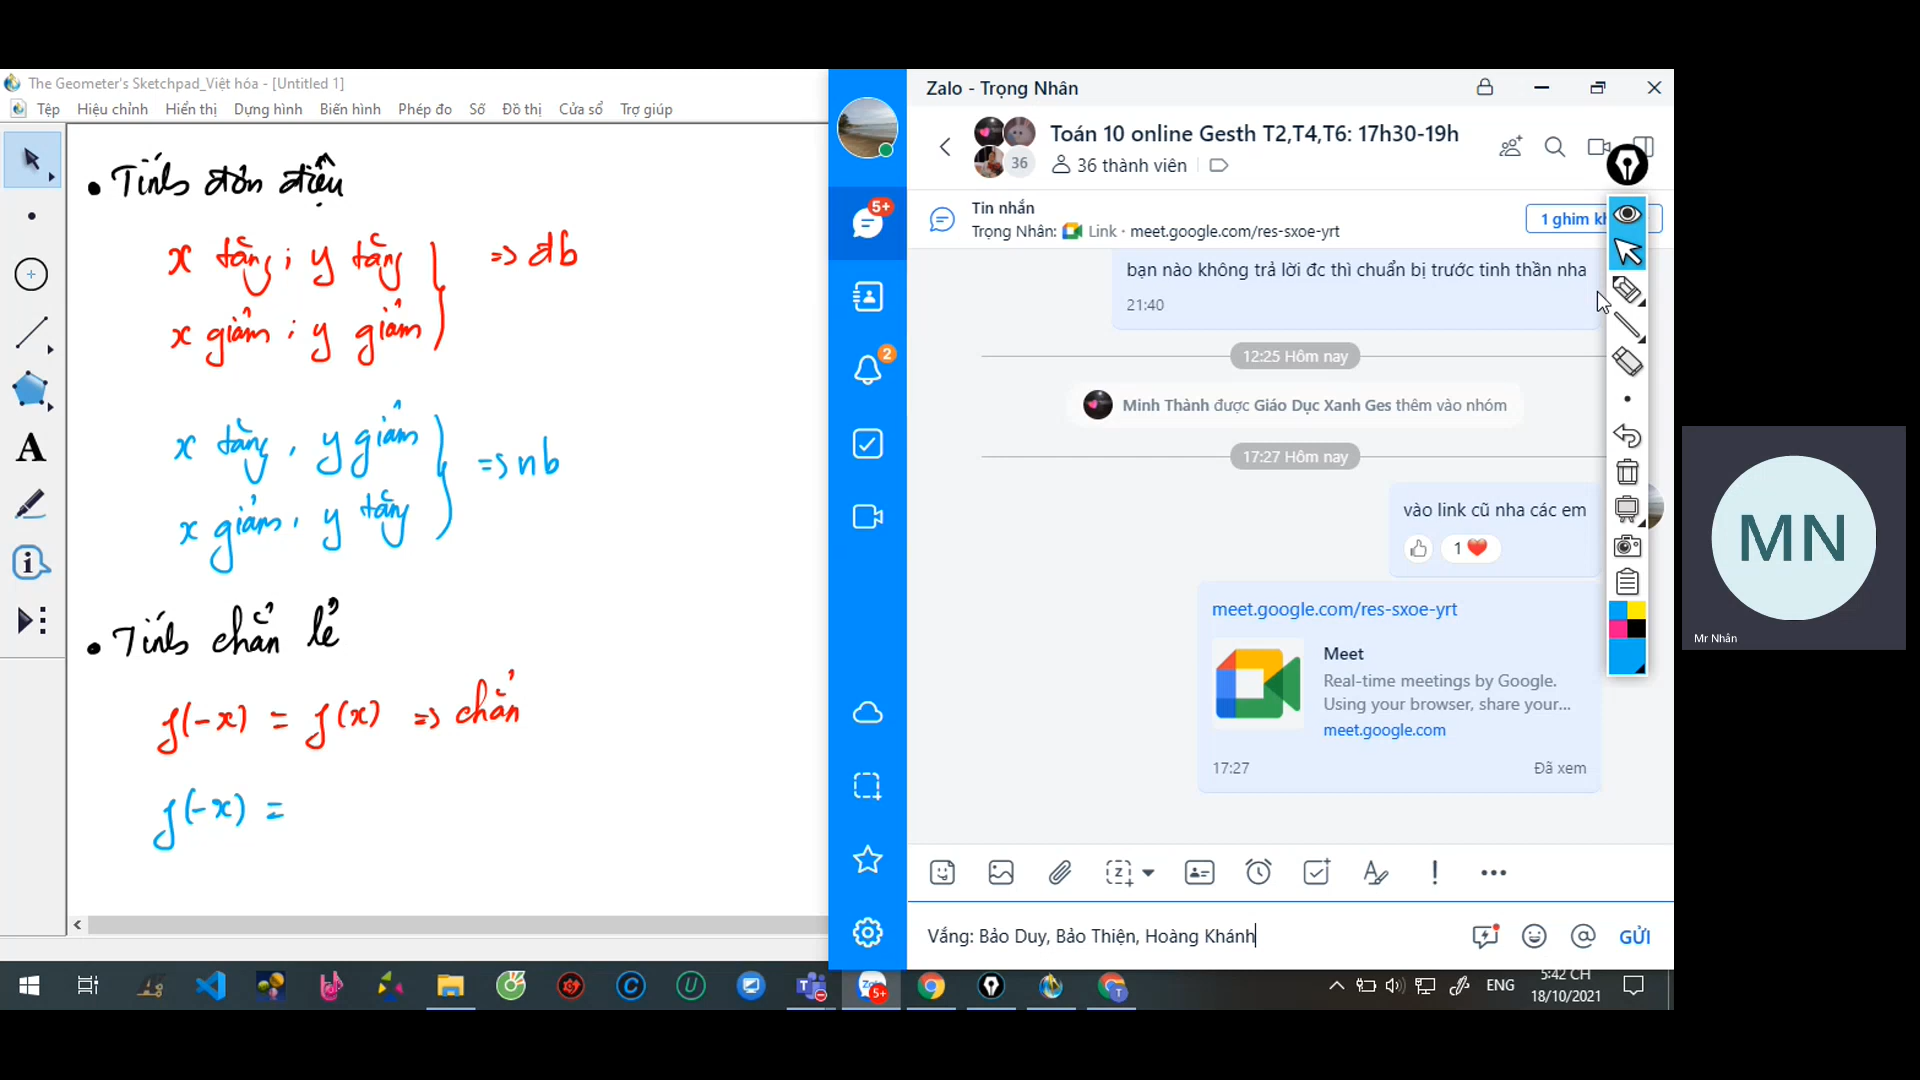 The Geometer's Sketchpad_Việt hóa - [Untitled 1]
Tệp Hiệu chỉnh Hiển thị Dựng hình Biến hình Phép đo Số Đồ thị Cửa sổ Trợ giúp
• Tính đơn điệu
x tăng ; y tăng
x giảm ; y giảm
=> đb
x tăng , y giảm
x giảm , y tăng
=> nb
• Tính chẵn lẻ
f(-x) = f(x) => chẵn
f(-x) =
A
Zalo - Trọng Nhân
36
Toán 10 online Gesth T2,T4,T6: 17h30-19h
36 thành viên
5+
2
Tin nhắn
Trọng Nhân: Link · meet.google.com/res-sxoe-yrt
1 ghim
bạn nào không trả lời đc thì chuẩn bị trước tinh thần nha
21:40
12:25 Hôm nay
Minh Thành được Giáo Dục Xanh Ges thêm vào nhóm
17:27 Hôm nay
vào link cũ nha các em
1
meet.google.com/res-sxoe-yrt
Meet
Real-time meetings by Google.
Using your browser, share your...
meet.google.com
17:27 Đã xem
Vắng: Bảo Duy, Bảo Thiện, Hoàng Khánh
GỬI
MN
Mr Nhân
5+
ENG
5:42 CH
18/10/2021